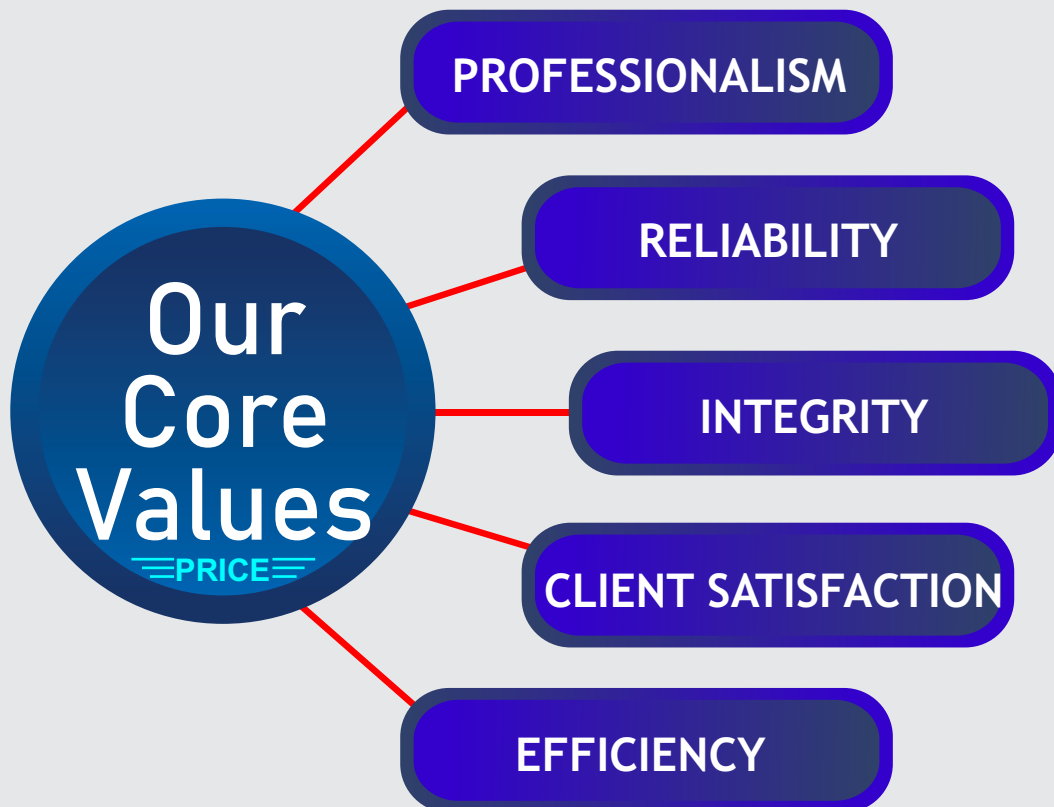 Our
Core
Values
PRICE
PROFESSIONALISM
RELIABILITY
INTEGRITY
CLIENT SATISFACTION
EFFICIENCY